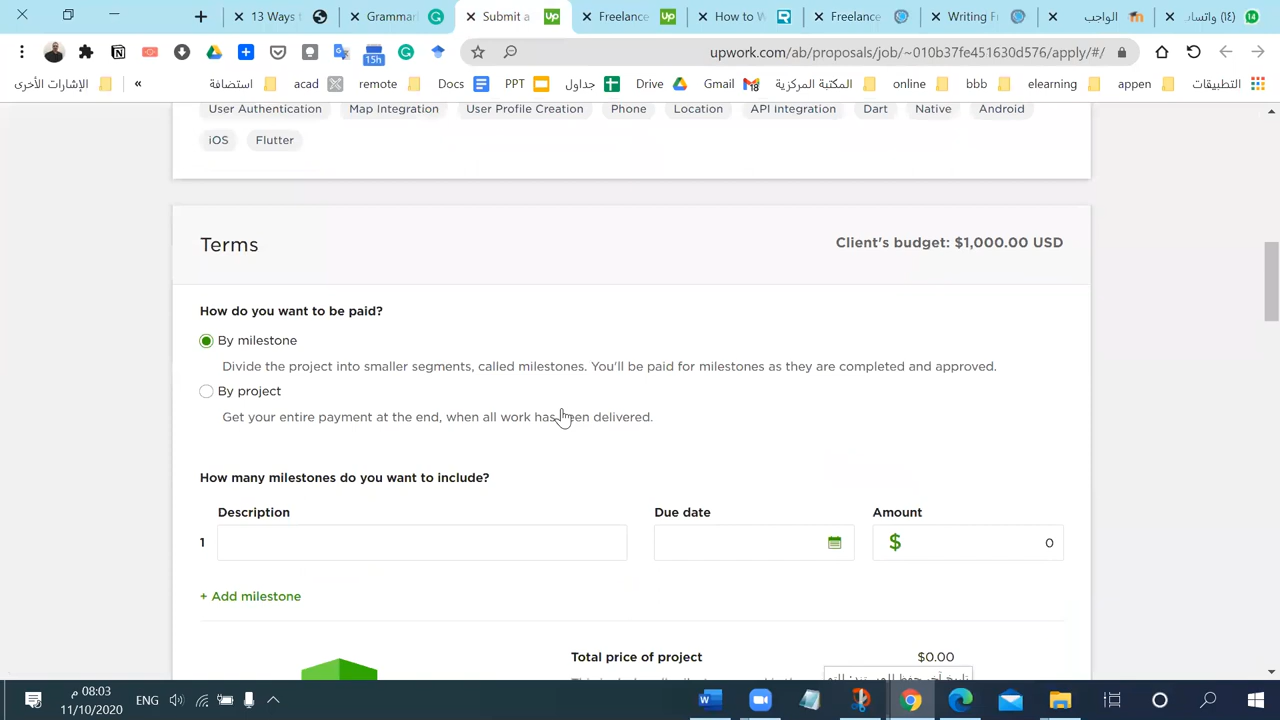 13 Ways t
Grammarl
Submit a
Freelance
How to W
Freelance
Writing Fr
الواجب
(١٤) واتساب
15h
upwork.com/ab/proposals/job/~010b37fe451630d576/apply/#/
الإشارات الأخرى
«
استضافة
acad
remote
Docs
PPT
جداول
Drive
Gmail
المكتبة المركزية
online
bbb
elearning
appen
التطبيقات
User Authentication
Map Integration
User Profile Creation
Phone
Location
API Integration
Dart
Native
Android
iOS
Flutter
Terms
Client's budget: $1,000.00 USD
How do you want to be paid?
By milestone
Divide the project into smaller segments, called milestones. You'll be paid for milestones as they are completed and approved.
By project
Get your entire payment at the end, when all work has been delivered.
How many milestones do you want to include?
Description
Due date
Amount
1
$
0
+ Add milestone
Total price of project
$0.00
08:03 م
11/10/2020
ENG